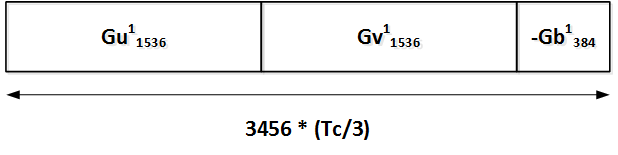 Gu¹₁₅₃₆ Gv¹₁₅₃₆ -Gb¹₃₈₄
3456 * (Tc/3)